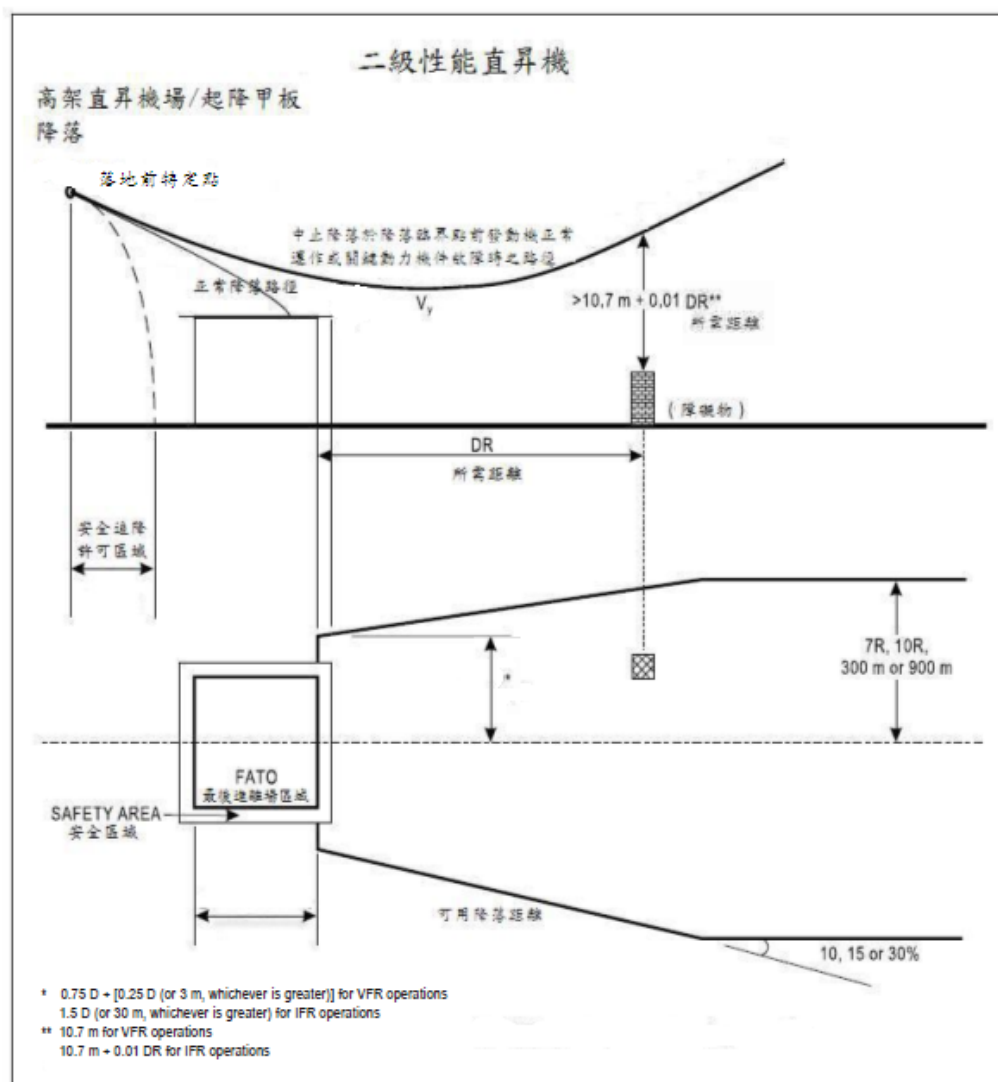 二級性能直昇機
高架直昇機場/起降甲板
降落
落地前特定點
中止降落於降落臨界點前發動機正常
運作或關鍵動力機件故障時之路徑
正常降落路徑
Vy
>10,7 m + 0,01 DR**
所需距離
(障礙物)
DR
所需距離
安全迫降
許可區域
7R, 10R,
300 m or 900 m
*
FATO
最後進離場區域
SAFETY AREA
安全區域
可用降落距離
10, 15 or 30%
* 0.75 D + [0.25 D (or 3 m, whichever is greater)] for VFR operations
1.5 D (or 30 m, whichever is greater) for IFR operations
** 10.7 m for VFR operations
10.7 m + 0.01 DR for IFR operations